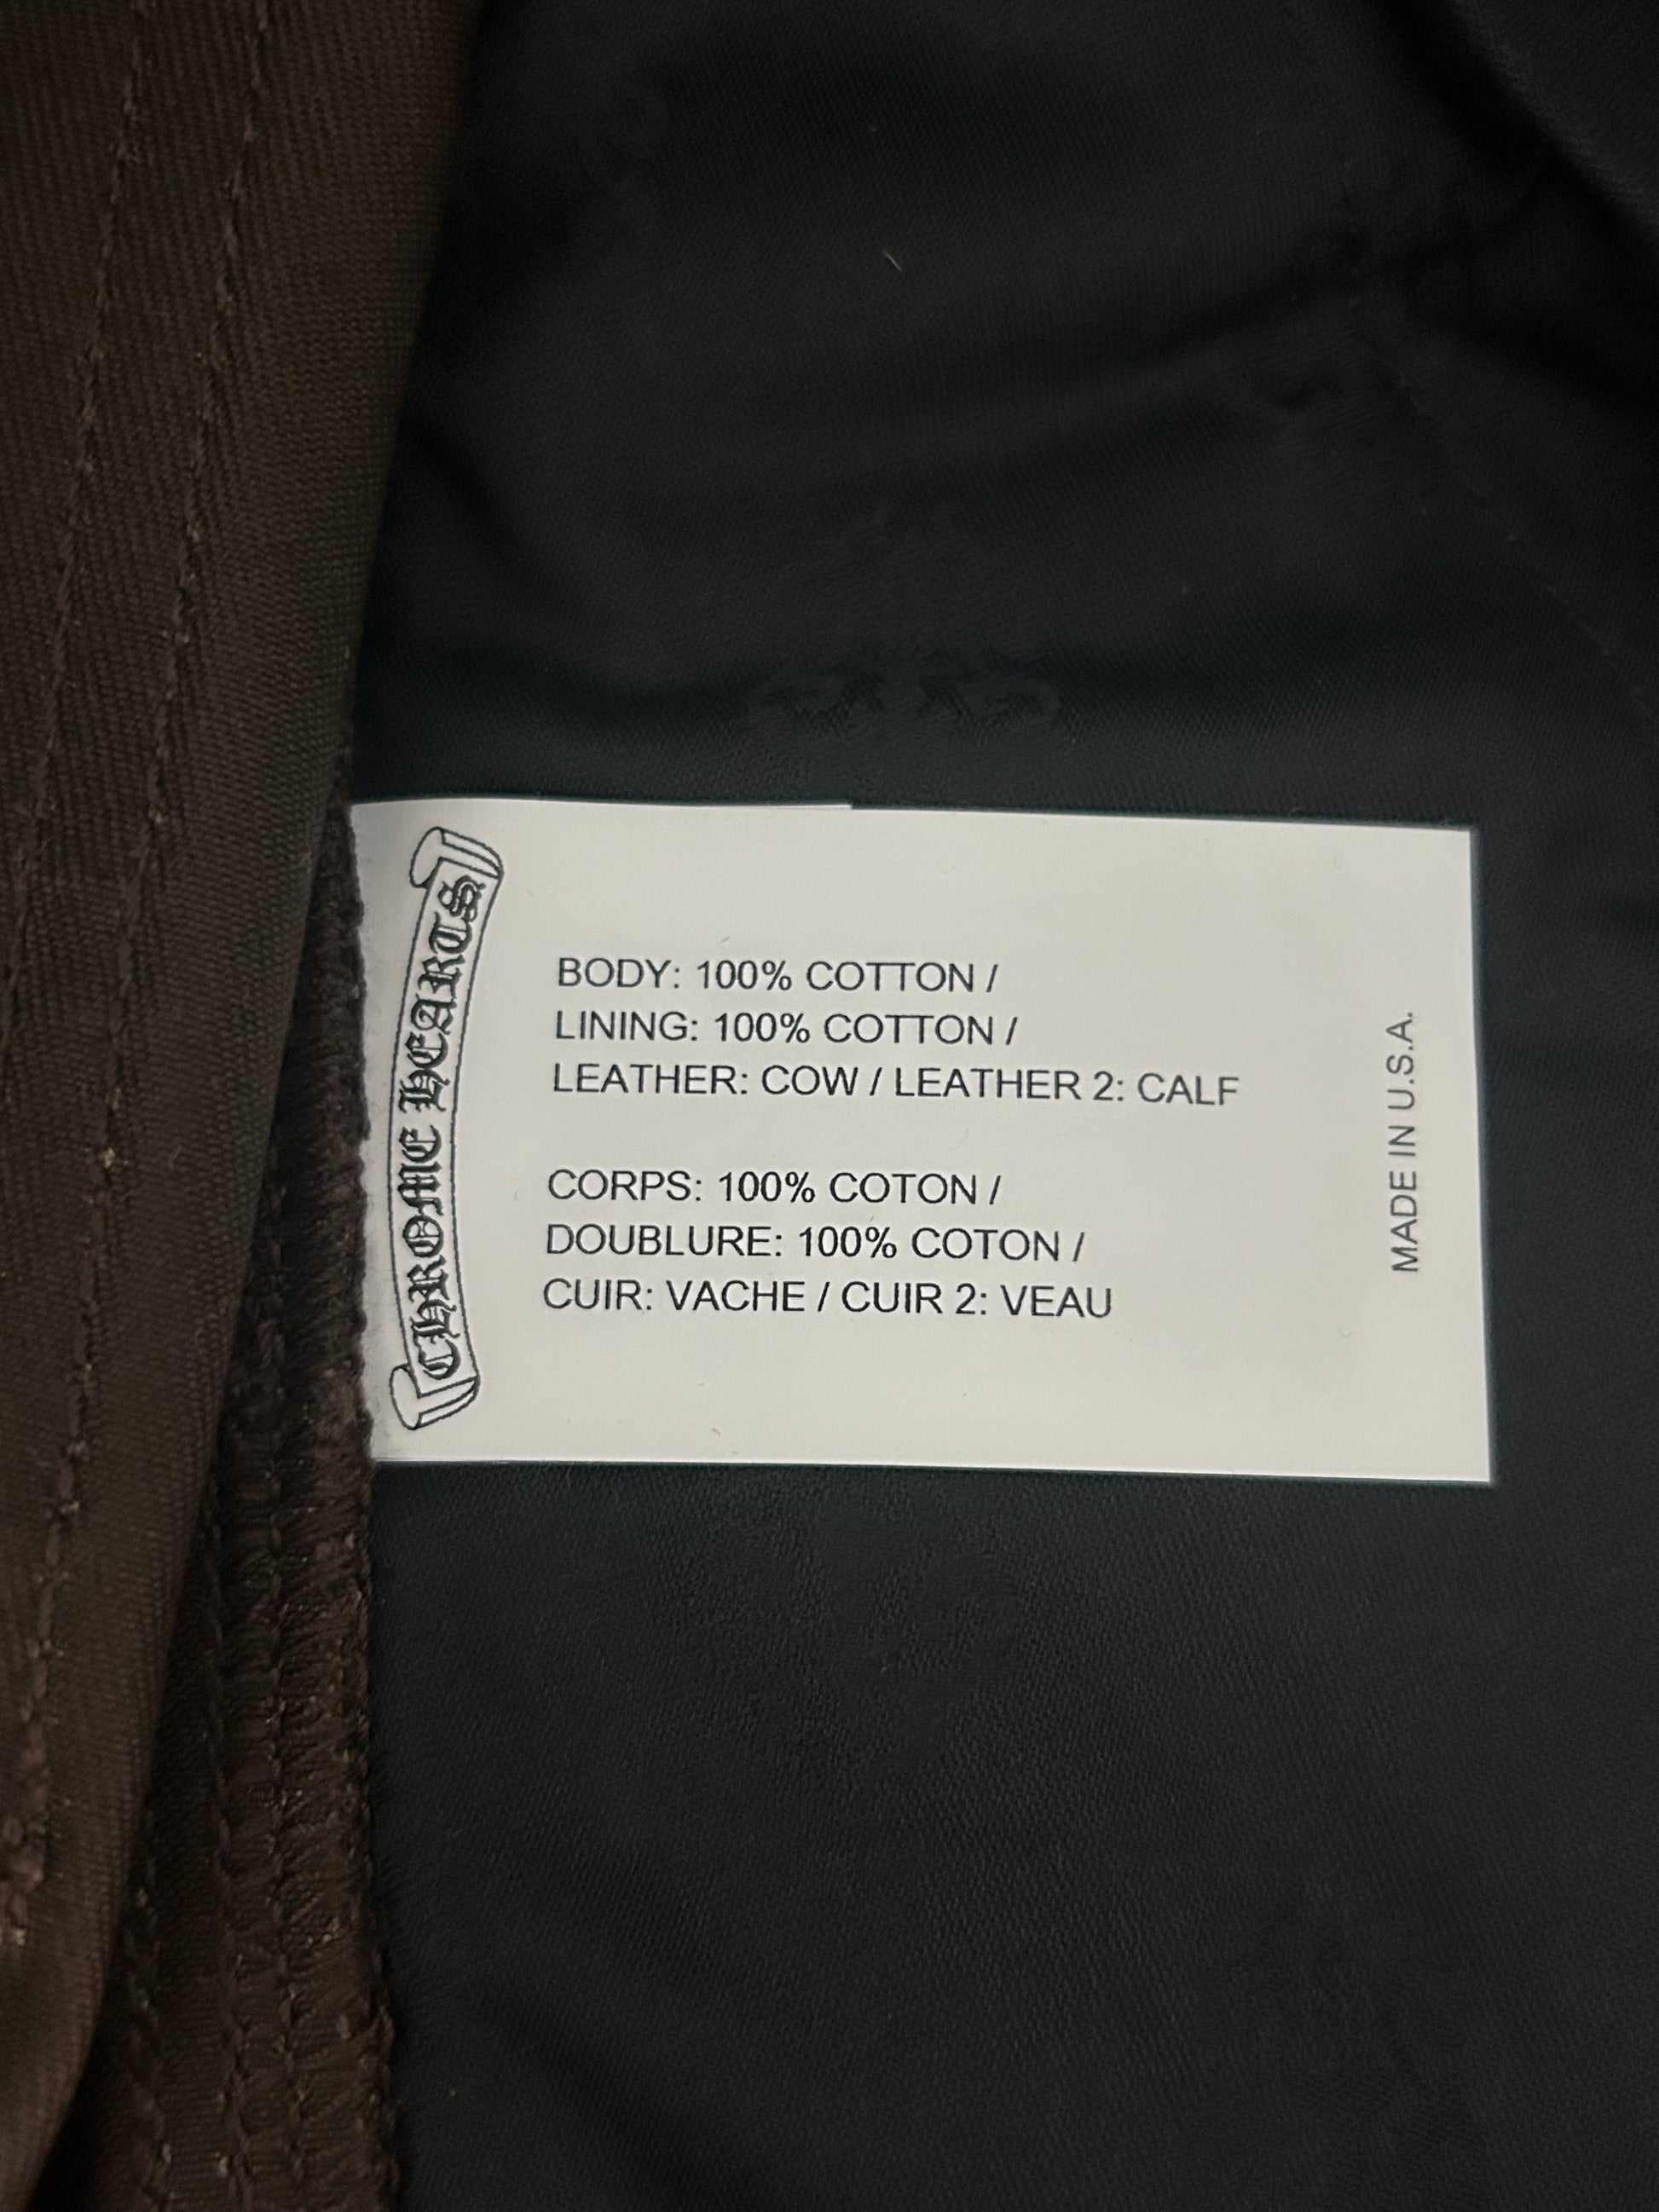 CHROME HEARTS
BODY: 100% COTTON /
LINING: 100% COTTON /
LEATHER: COW / LEATHER 2: CALF
CORPS: 100% COTON /
DOUBLURE: 100% COTON /
CUIR: VACHE / CUIR 2: VEAU
MADE IN U.S.A.